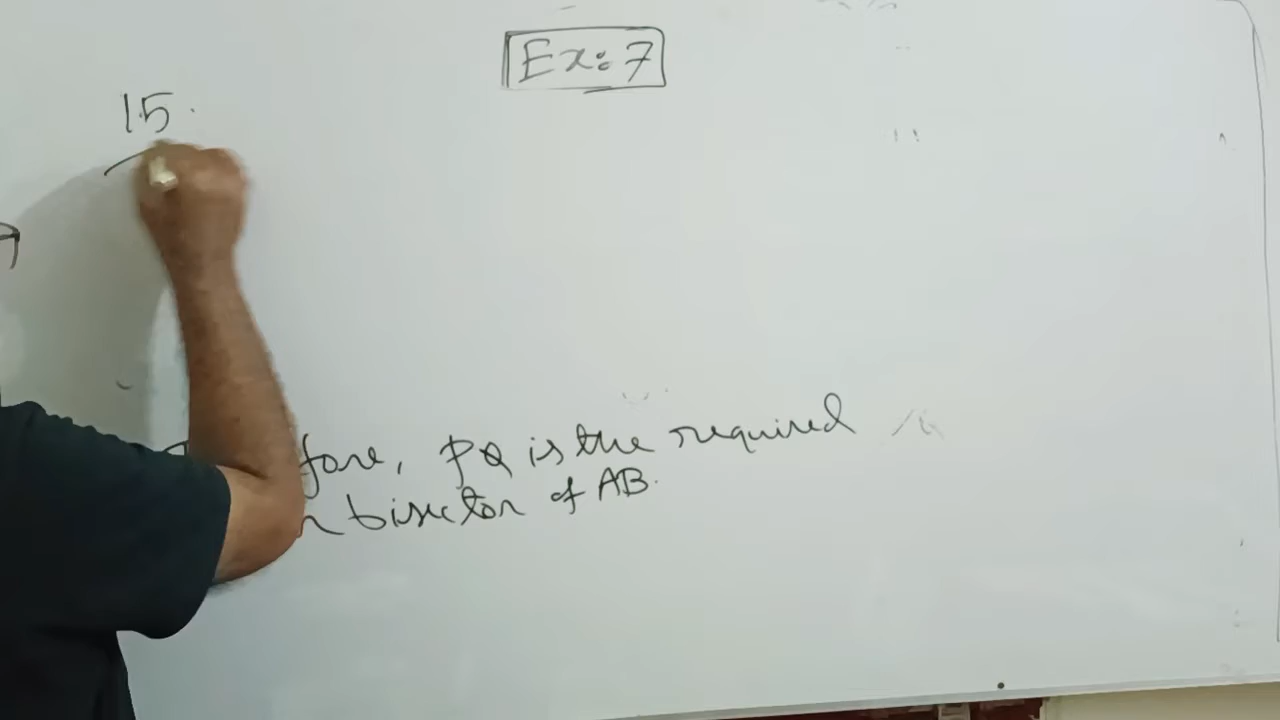 Ex: 7
15.
fore, PQ is the required
bisector of AB.